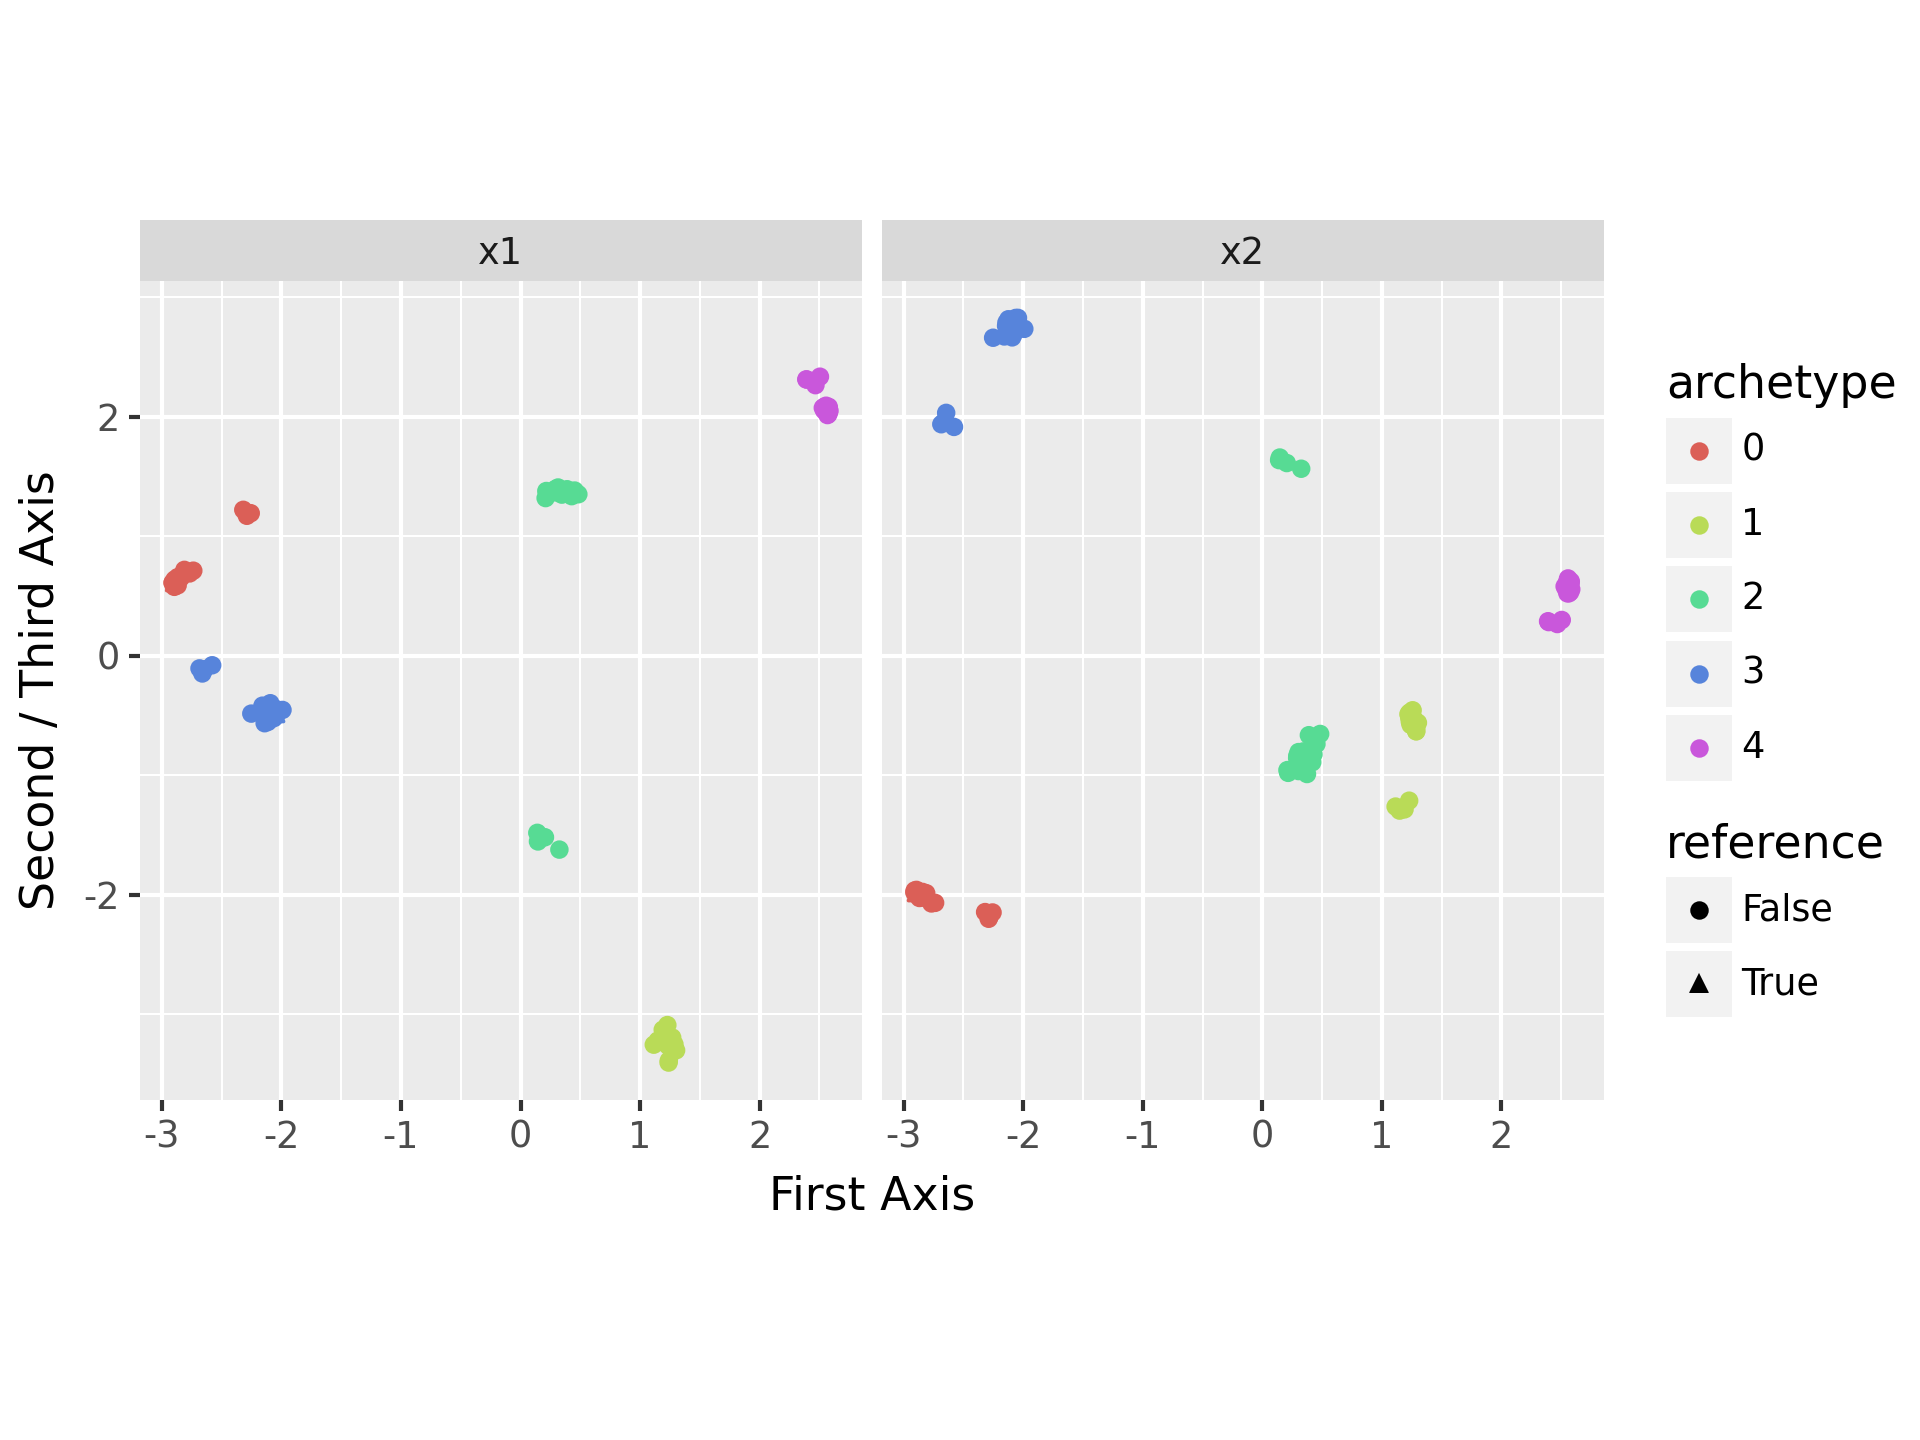 x1
x2
2
0
-2
-3 -2 -1 0 1 2
-3 -2 -1 0 1 2
First Axis
Second / Third Axis
archetype
0
1
2
3
4
reference
False
True